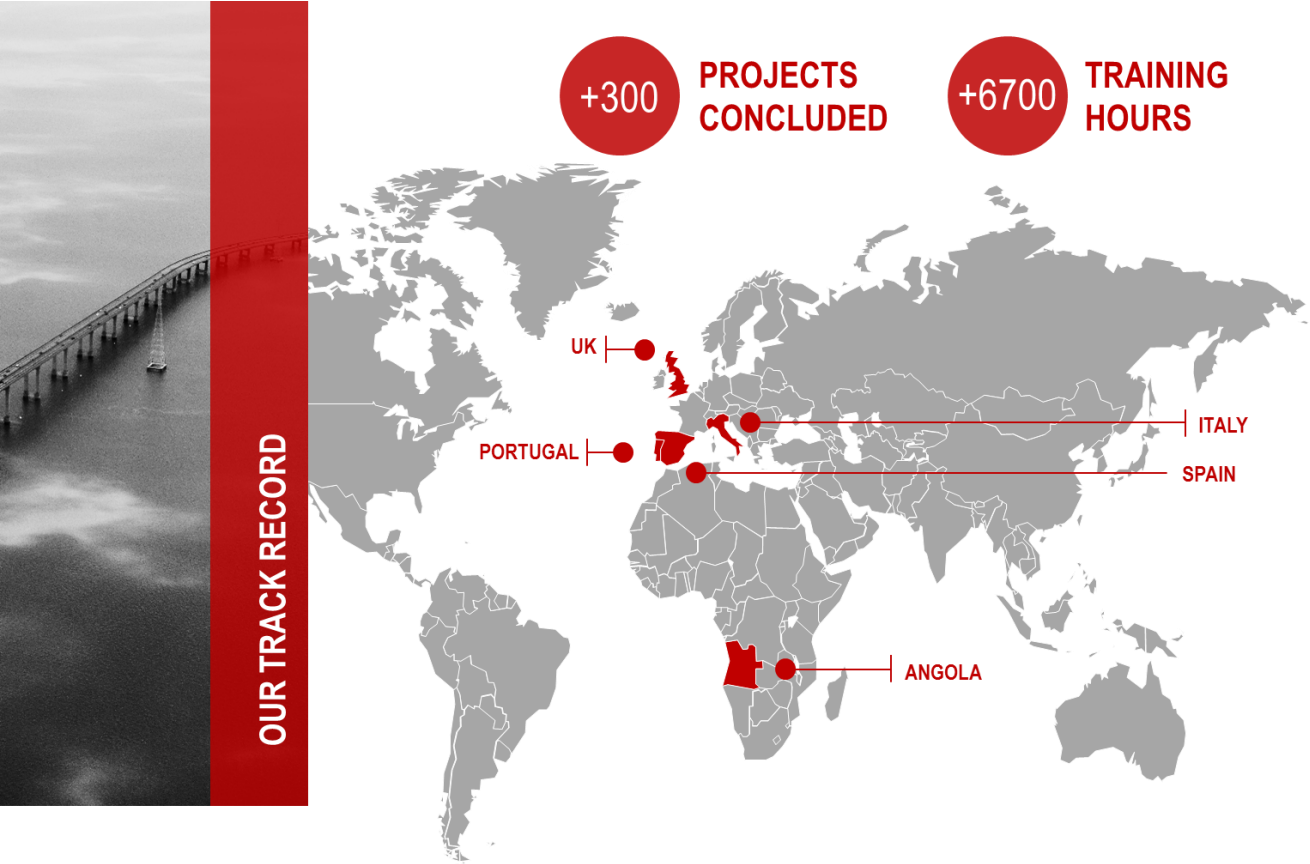 +300
PROJECTS
CONCLUDED
+6700
TRAINING
HOURS
OUR TRACK RECORD
UK
PORTUGAL
ITALY
SPAIN
ANGOLA